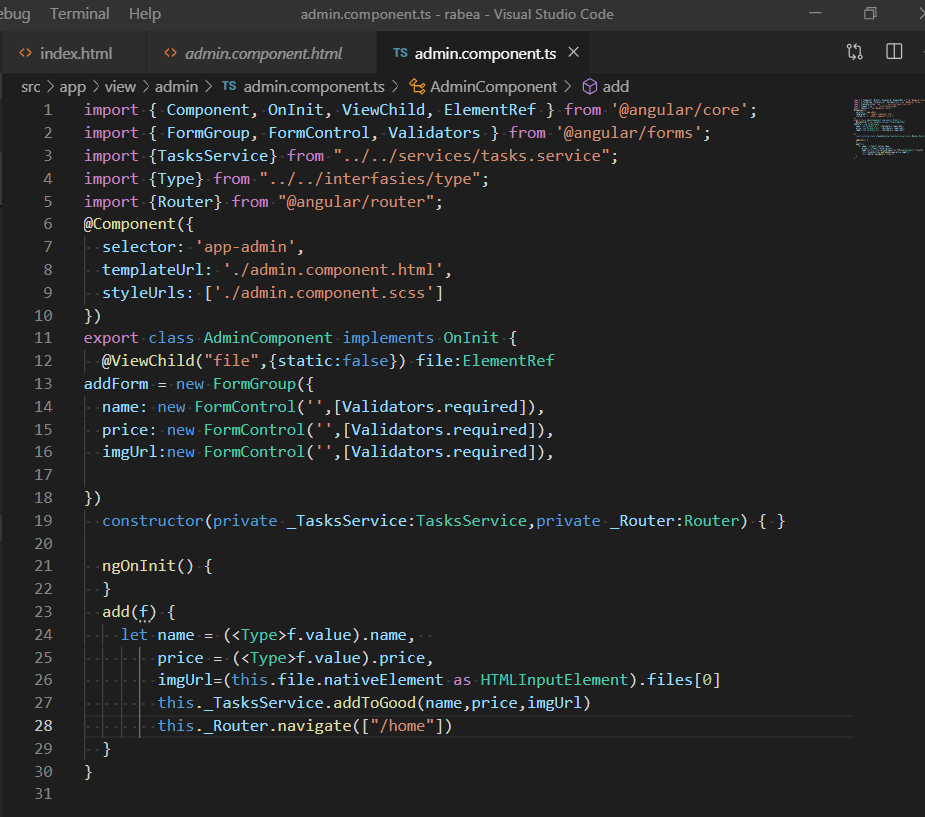 ebug Terminal Help admin.component.ts - rabea - Visual Studio Code
index.html admin.component.html TS admin.component.ts
src > app > view > admin > TS admin.component.ts > AdminComponent > add
1 import { Component, OnInit, ViewChild, ElementRef } from '@angular/core';
2 import { FormGroup, FormControl, Validators } from '@angular/forms';
3 import {TasksService} from "../../services/tasks.service";
4 import {Type} from "../../interfasies/type";
5 import {Router} from "@angular/router";
6 @Component({
7   selector: 'app-admin',
8   templateUrl: './admin.component.html',
9   styleUrls: ['./admin.component.scss']
10 })
11 export class AdminComponent implements OnInit {
12   @ViewChild("file",{static:false}) file:ElementRef
13 addForm = new FormGroup({
14   name: new FormControl('',[Validators.required]),
15   price: new FormControl('',[Validators.required]),
16   imgUrl:new FormControl('',[Validators.required]),
17
18 })
19   constructor(private _TasksService:TasksService,private _Router:Router) { }
20
21   ngOnInit() {
22   }
23   add(f) {
24     let name = (<Type>f.value).name,
25         price = (<Type>f.value).price,
26         imgUrl=(this.file.nativeElement as HTMLInputElement).files[0]
27         this._TasksService.addToGood(name,price,imgUrl)
28         this._Router.navigate(["/home"])
29   }
30 }
31